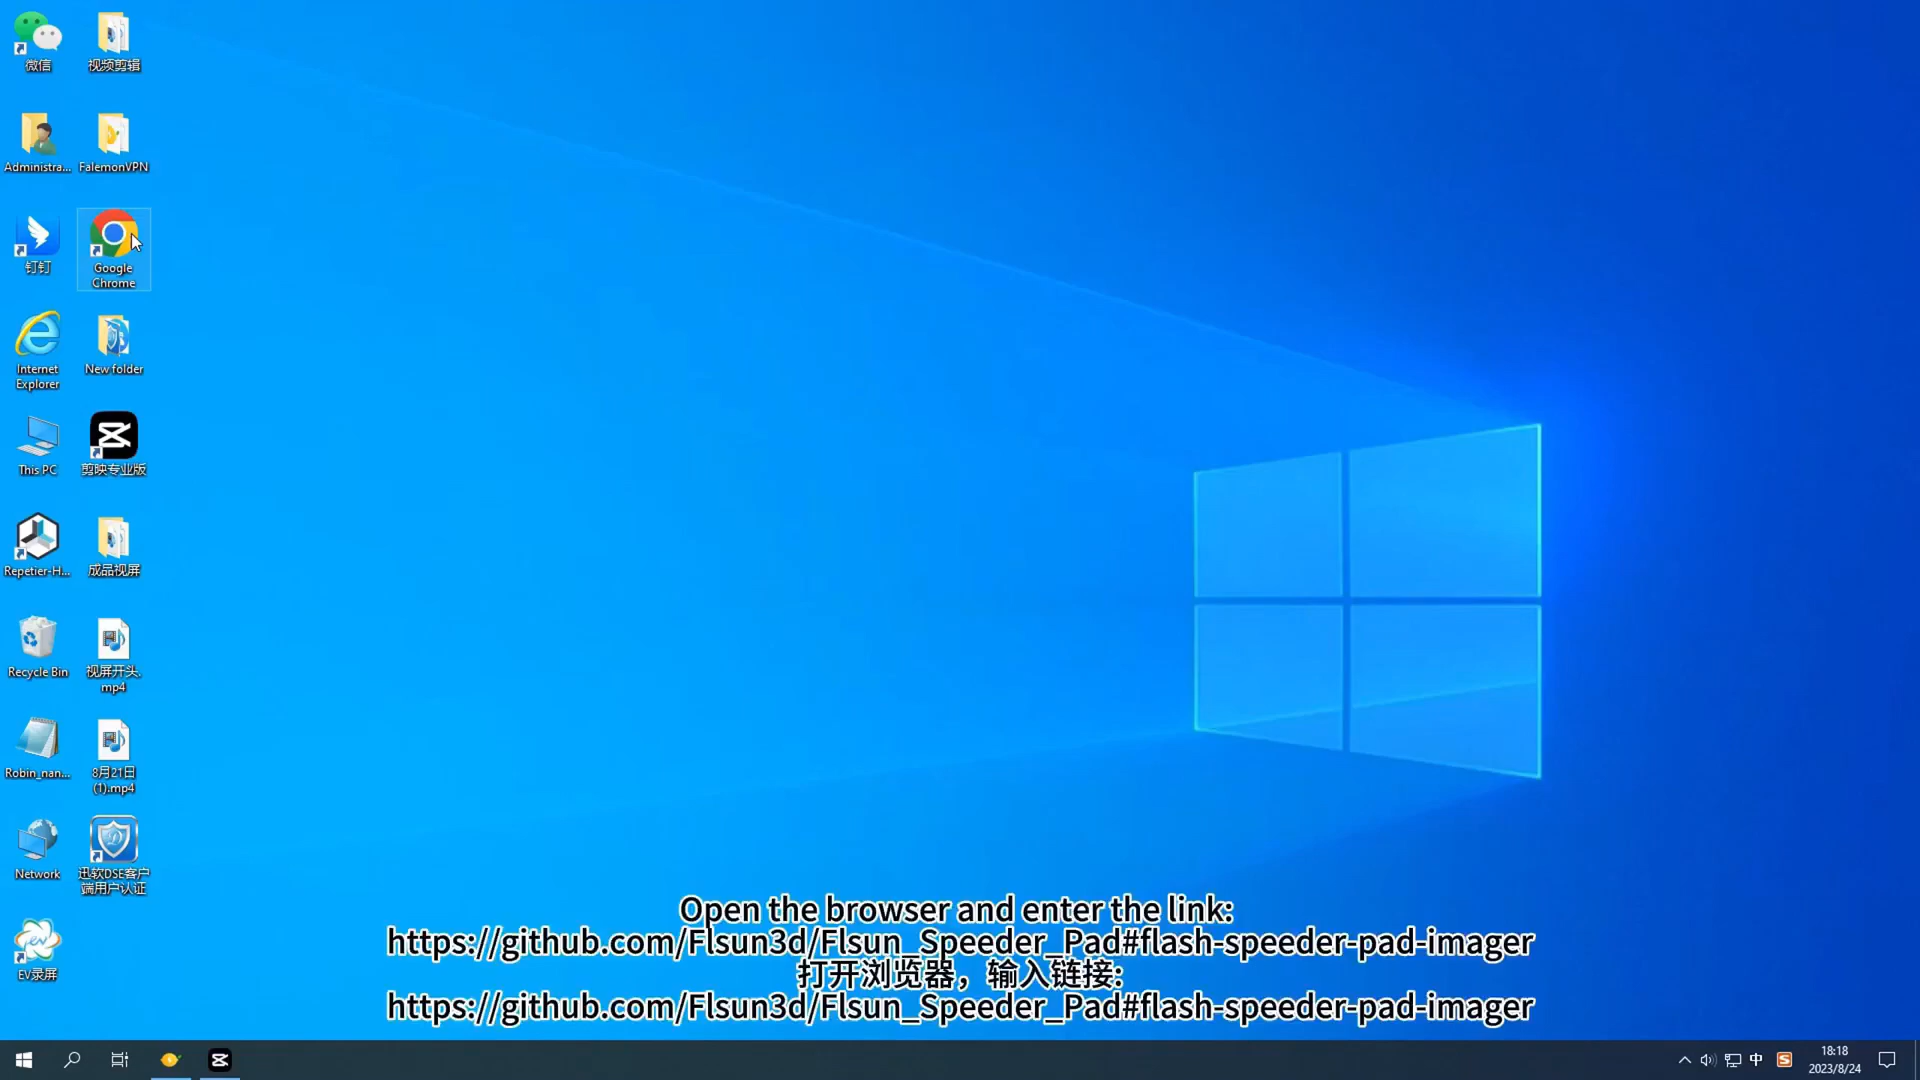 微信
视频剪辑
Administra...
FalemonVPN
钉钉
Google
Chrome
Internet
Explorer
New folder
This PC
剪映专业版
Repetier-H...
成品视屏
Recycle Bin
视屏开头.
mp4
Robin_nan...
8月21日
(1).mp4
Network
迅软DSE客户
端用户认证
EV录屏
Open the browser and enter the link:
https://github.com/Flsun3d/Flsun_Speeder_Pad#flash-speeder-pad-imager
打开浏览器，输入链接:
https://github.com/Flsun3d/Flsun_Speeder_Pad#flash-speeder-pad-imager
中
18:18
2023/8/24